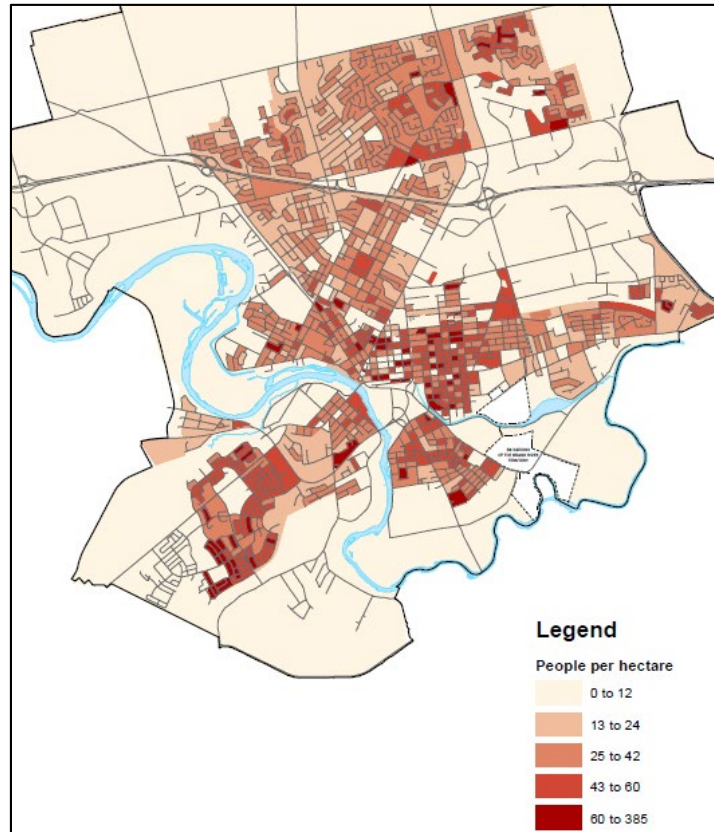 Legend
People per hectare
0 to 12
13 to 24
25 to 42
43 to 60
60 to 385